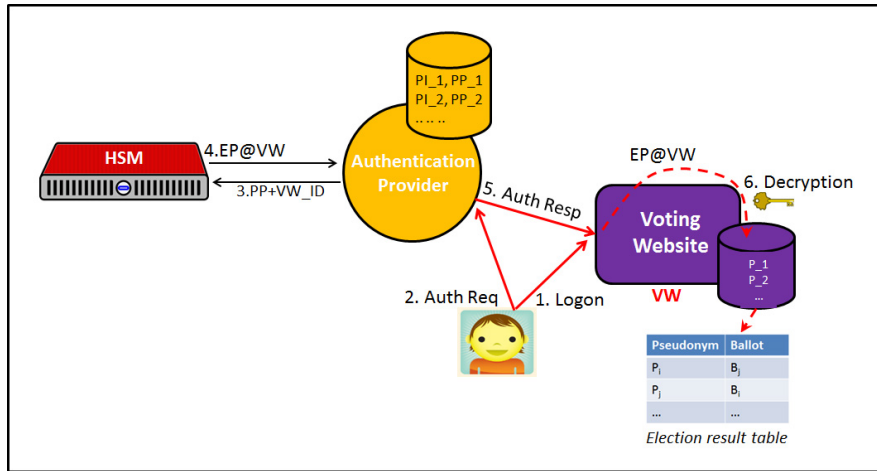 PI_1, PP_1
PI_2, PP_2
.. .. ..
HSM
4.EP@VW
3.PP+VW_ID
Authentication
Provider
5. Auth Resp
EP@VW
6. Decryption
Voting
Website
VW
P_1
P_2
...
2. Auth Req
1. Logon
Pseudonym Ballot
Pi Bj
Pj Bi
... ...
Election result table